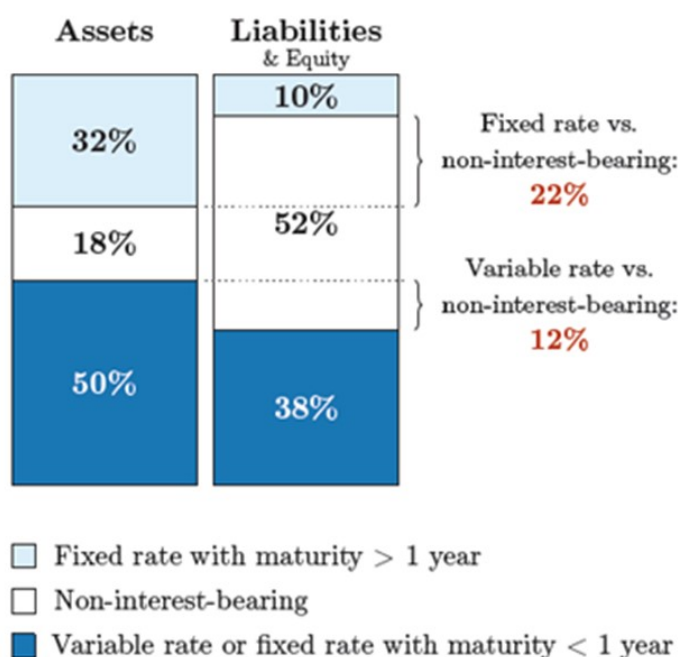 Assets
Liabilities
& Equity
10%
32%
Fixed rate vs.
non-interest-bearing:
22%
52%
18%
Variable rate vs.
non-interest-bearing:
12%
50%
38%
Fixed rate with maturity > 1 year
Non-interest-bearing
Variable rate or fixed rate with maturity < 1 year